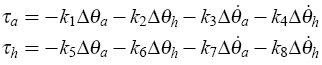 τ_a = −k_1Δθ_a − k_2Δθ_h − k_3Δθ̇_a − k_4Δθ̇_h
τ_h = −k_5Δθ_a − k_6Δθ_h − k_7Δθ̇_a − k_8Δθ̇_h